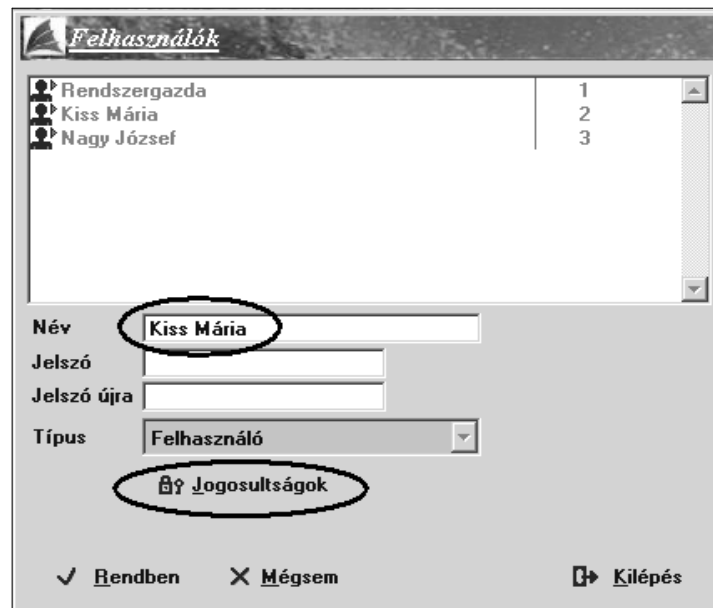 Felhasználók
Rendszergazda 1
Kiss Mária 2
Nagy József 3
Név Kiss Mária
Jelszó
Jelszó újra
Típus Felhasználó
Jogosultságok
Rendben Mégsem Kilépés